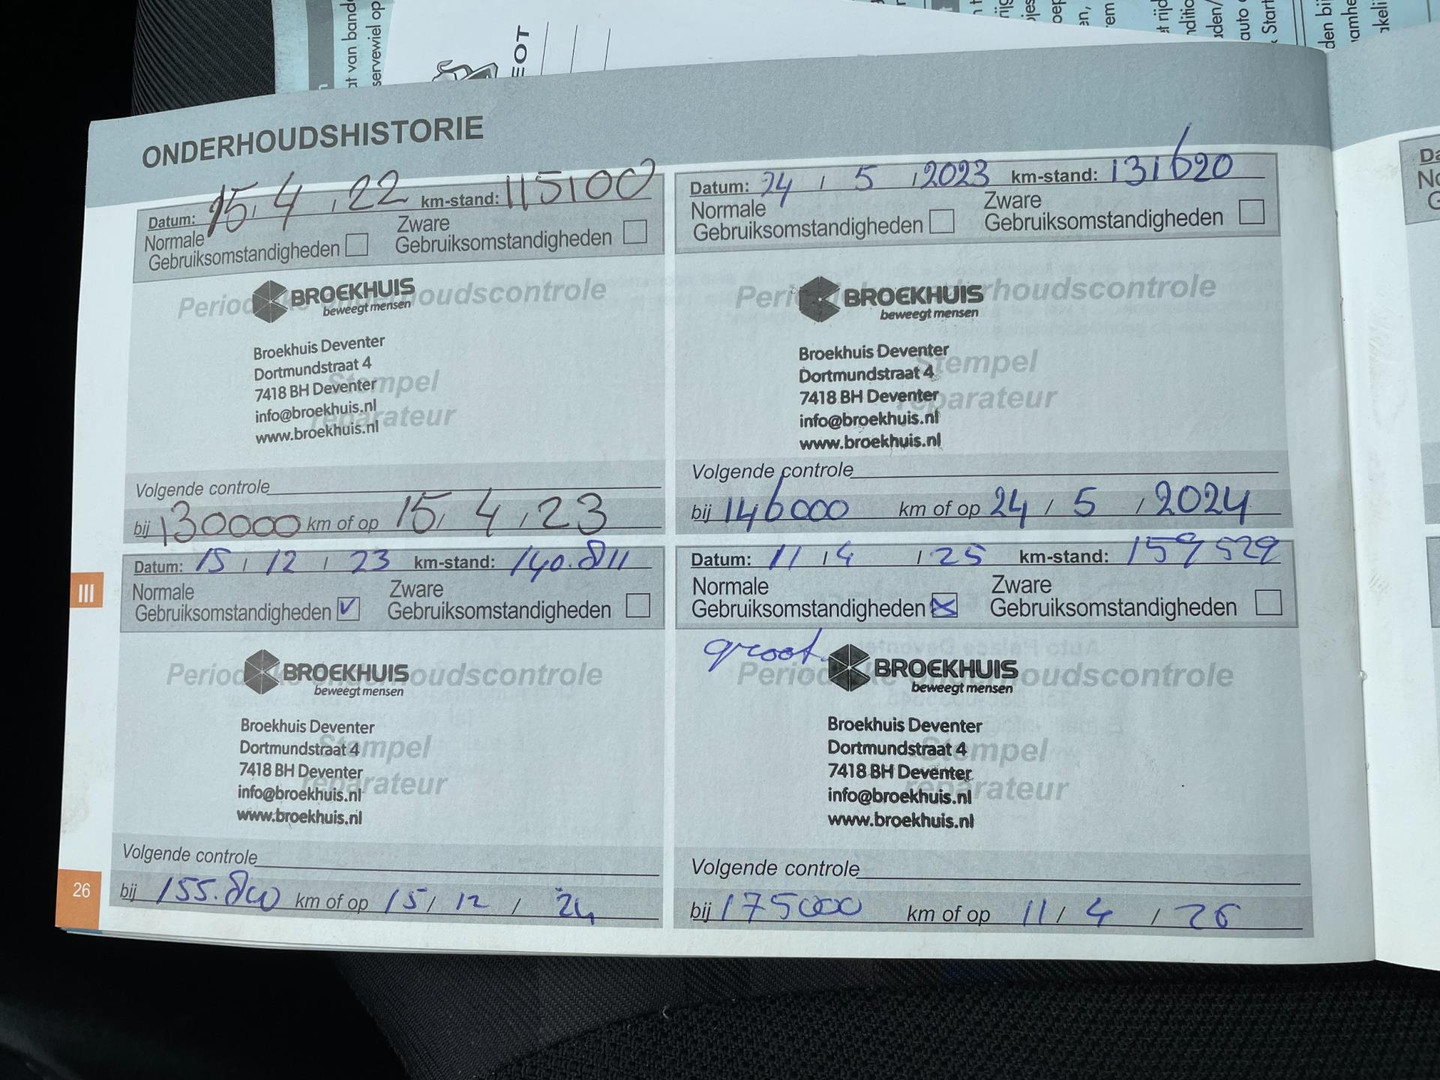 EOT
ONDERHOUDSHISTORIE
Datum: 15 / 4 / 22 km-stand: 115100
Normale
Gebruiksomstandigheden
Zware
Gebruiksomstandigheden
BROEKHUIS
beweegt mensen
Broekhuis Deventer
Dortmundstraat 4
7418 BH Deventer
info@broekhuis.nl
www.broekhuis.nl
Stempel
reparateur
Volgende controle
bij 130000 km of op 15 / 4 / 23
Datum: 24 / 5 / 2023 km-stand: 131620
Normale
Gebruiksomstandigheden
Zware
Gebruiksomstandigheden
BROEKHUIS
beweegt mensen
Broekhuis Deventer
Dortmundstraat 4
7418 BH Deventer
info@broekhuis.nl
www.broekhuis.nl
Stempel
reparateur
Volgende controle
bij 146000 km of op 24 / 5 / 2024
Datum: 15 / 12 / 23 km-stand: 140.811
Normale
Gebruiksomstandigheden
Zware
Gebruiksomstandigheden
BROEKHUIS
beweegt mensen
Broekhuis Deventer
Dortmundstraat 4
7418 BH Deventer
info@broekhuis.nl
www.broekhuis.nl
Stempel
reparateur
Volgende controle
bij 155.800 km of op 15 / 12 / 24
Datum: 11 / 4 / 25 km-stand: 159529
Normale
Gebruiksomstandigheden
Zware
Gebruiksomstandigheden
groot
BROEKHUIS
beweegt mensen
Broekhuis Deventer
Dortmundstraat 4
7418 BH Deventer
info@broekhuis.nl
www.broekhuis.nl
Stempel
reparateur
Volgende controle
bij 175000 km of op 11 / 4 / 26
III
26